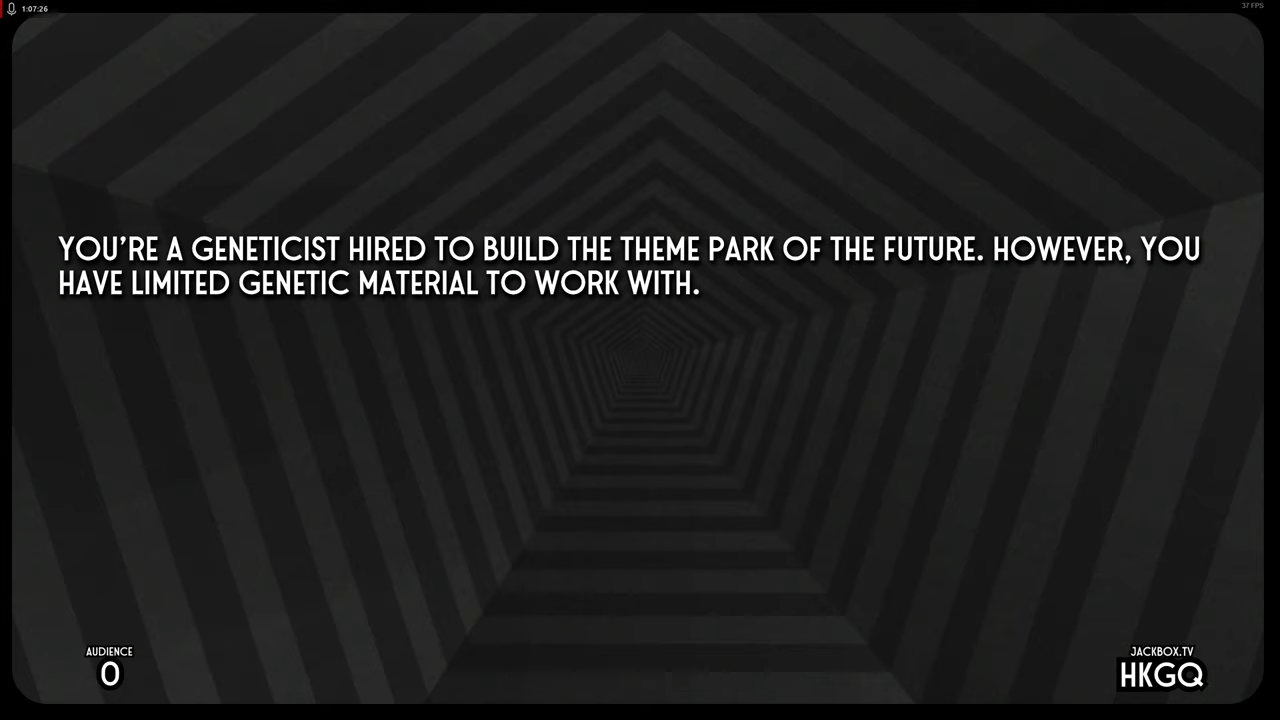 1:07:26
37 FPS
YOU'RE A GENETICIST HIRED TO BUILD THE THEME PARK OF THE FUTURE. HOWEVER, YOU
HAVE LIMITED GENETIC MATERIAL TO WORK WITH.
AUDIENCE
0
JACKBOX.TV
HKGQ